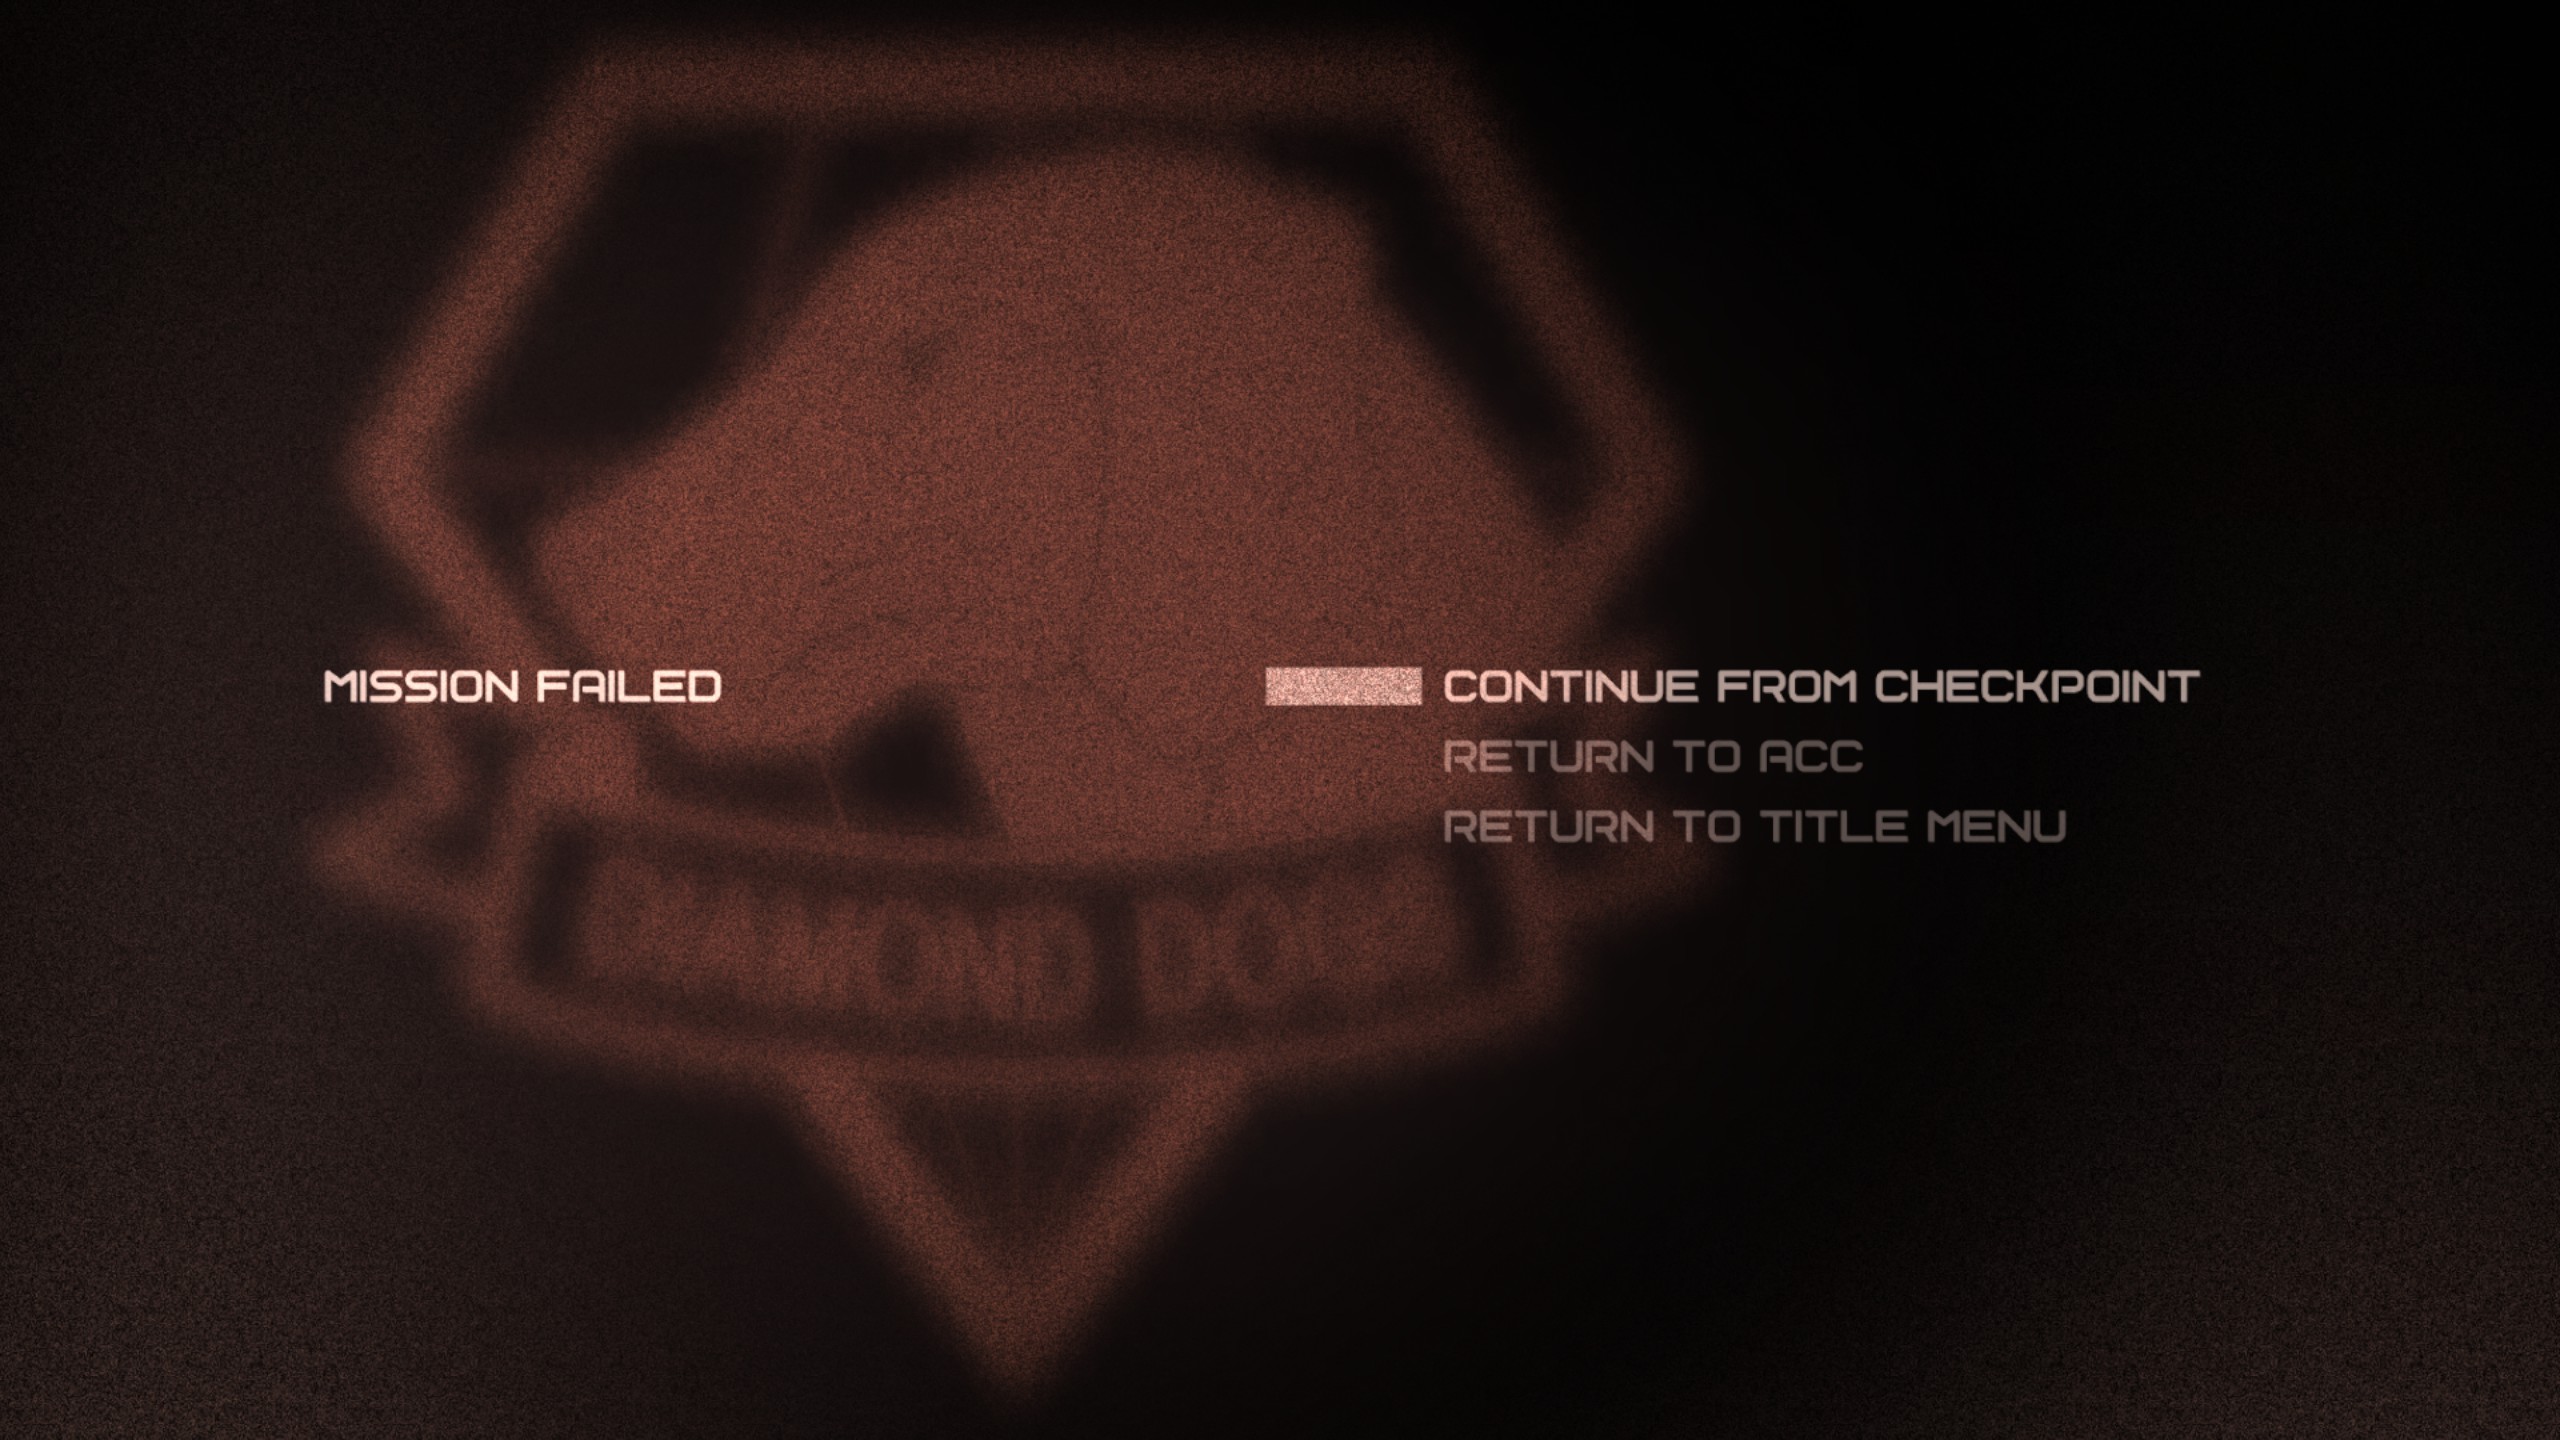 MISSION FAILED
CONTINUE FROM CHECKPOINT
RETURN TO ACC
RETURN TO TITLE MENU